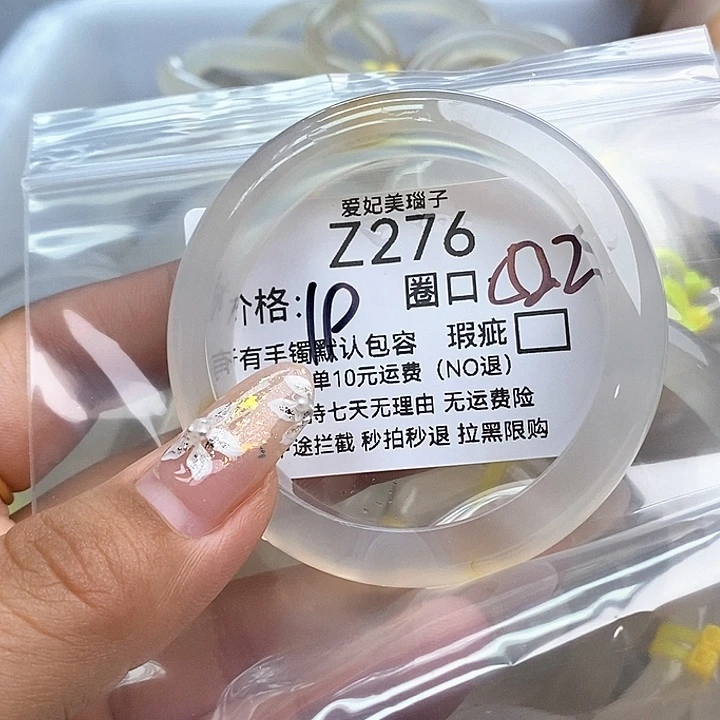 爱妃美瑙子
Z276
价格: 圈口
有手镯默认包容 瑕疵
单10元运费（NO退）
持七天无理由 无运费险
途拦截 秒拍秒退 拉黑限购